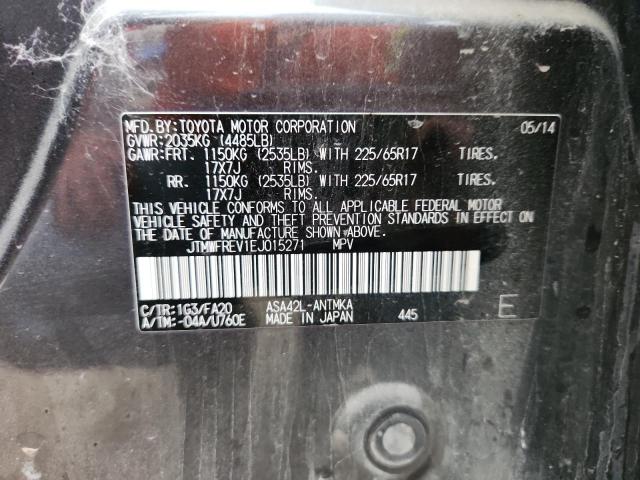 MFD.BY:TOYOTA MOTOR CORPORATION 05/14
GVWR:2035KG (4485LB)
GAWR:FRT. 1150KG (2535LB) WITH 225/65R17 TIRES.
17X7J RIMS.
RR. 1150KG (2535LB) WITH 225/65R17 TIRES.
17X7J RIMS.
THIS VEHICLE CONFORMS TO ALL APPLICABLE FEDERAL MOTOR
VEHICLE SAFETY AND THEFT PREVENTION STANDARDS IN EFFECT ON
THE DATE OF MANUFACTURE SHOWN ABOVE.
JTMWFREV1EJ015271 MPV
C/TR:1G3/FA20 ASA42L-ANTMKA
A/TM:-04A/U760E MADE IN JAPAN 445 E